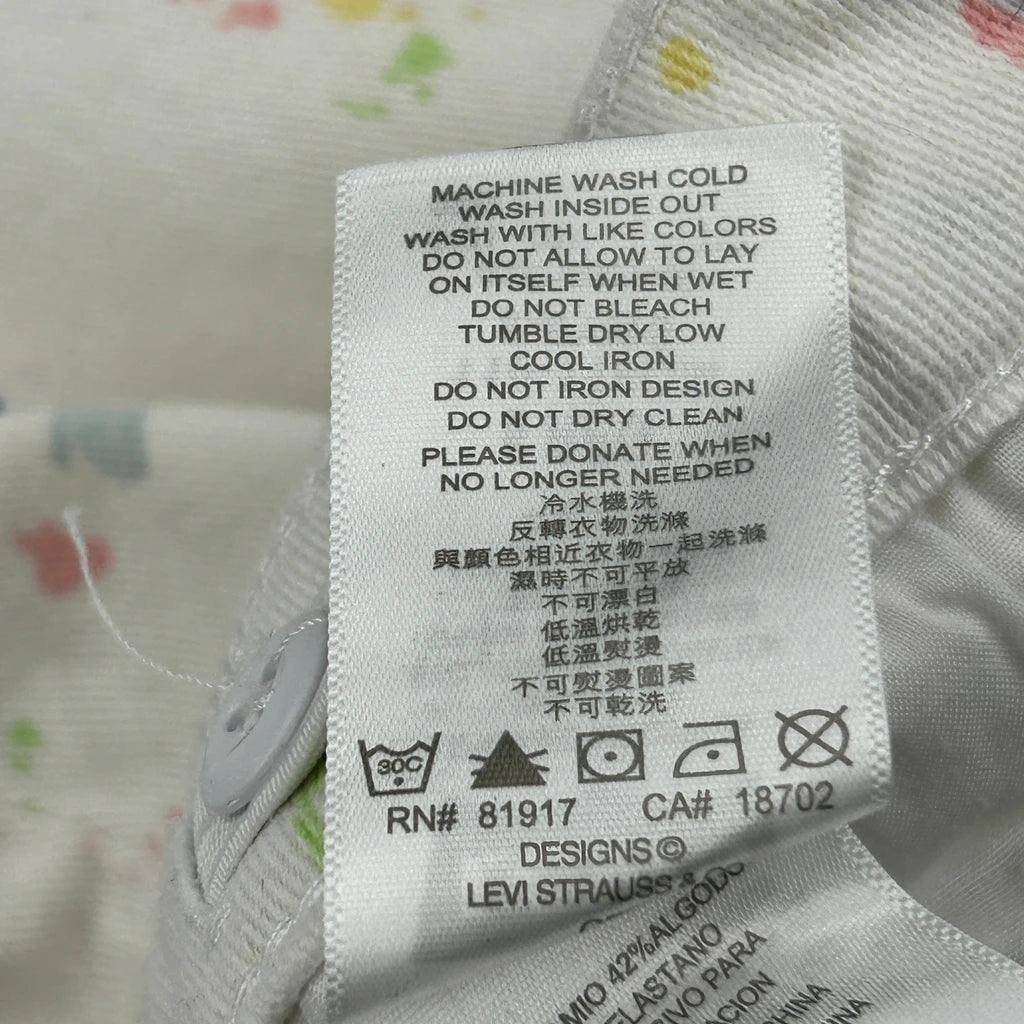 MACHINE WASH COLD
WASH INSIDE OUT
WASH WITH LIKE COLORS
DO NOT ALLOW TO LAY
ON ITSELF WHEN WET
DO NOT BLEACH
TUMBLE DRY LOW
COOL IRON
DO NOT IRON DESIGN
DO NOT DRY CLEAN
PLEASE DONATE WHEN
NO LONGER NEEDED
冷水機洗
反轉衣物洗滌
與顏色相近衣物一起洗滌
濕時不可平放
不可漂白
低溫烘乾
低溫熨燙
不可熨燙圖案
不可乾洗
30C
RN# 81917 CA# 18702
DESIGNS ©
LEVI STRAUSS &
42% ALGODO
ELASTANO
PARA